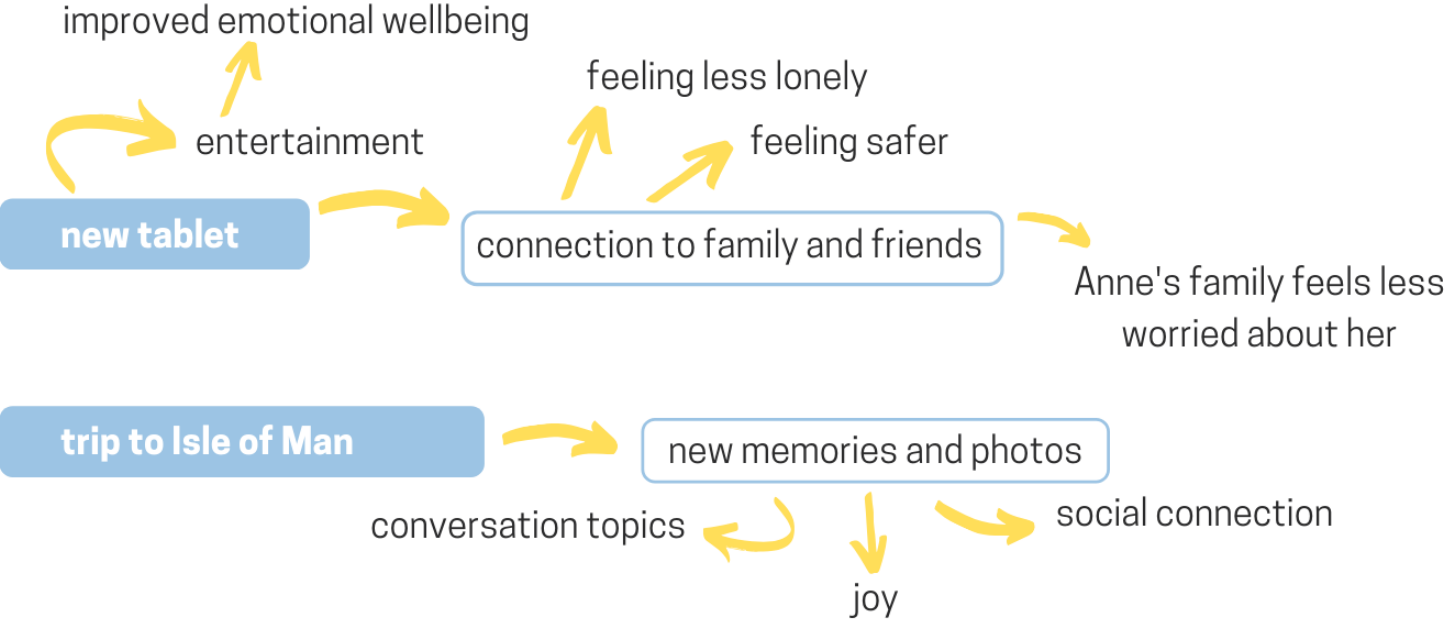 improved emotional wellbeing
feeling less lonely
entertainment
feeling safer
new tablet
connection to family and friends
Anne's family feels less
worried about her
trip to Isle of Man
new memories and photos
conversation topics
social connection
joy